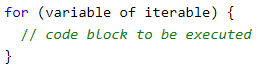 for (variable of iterable) {
  // code block to be executed
}